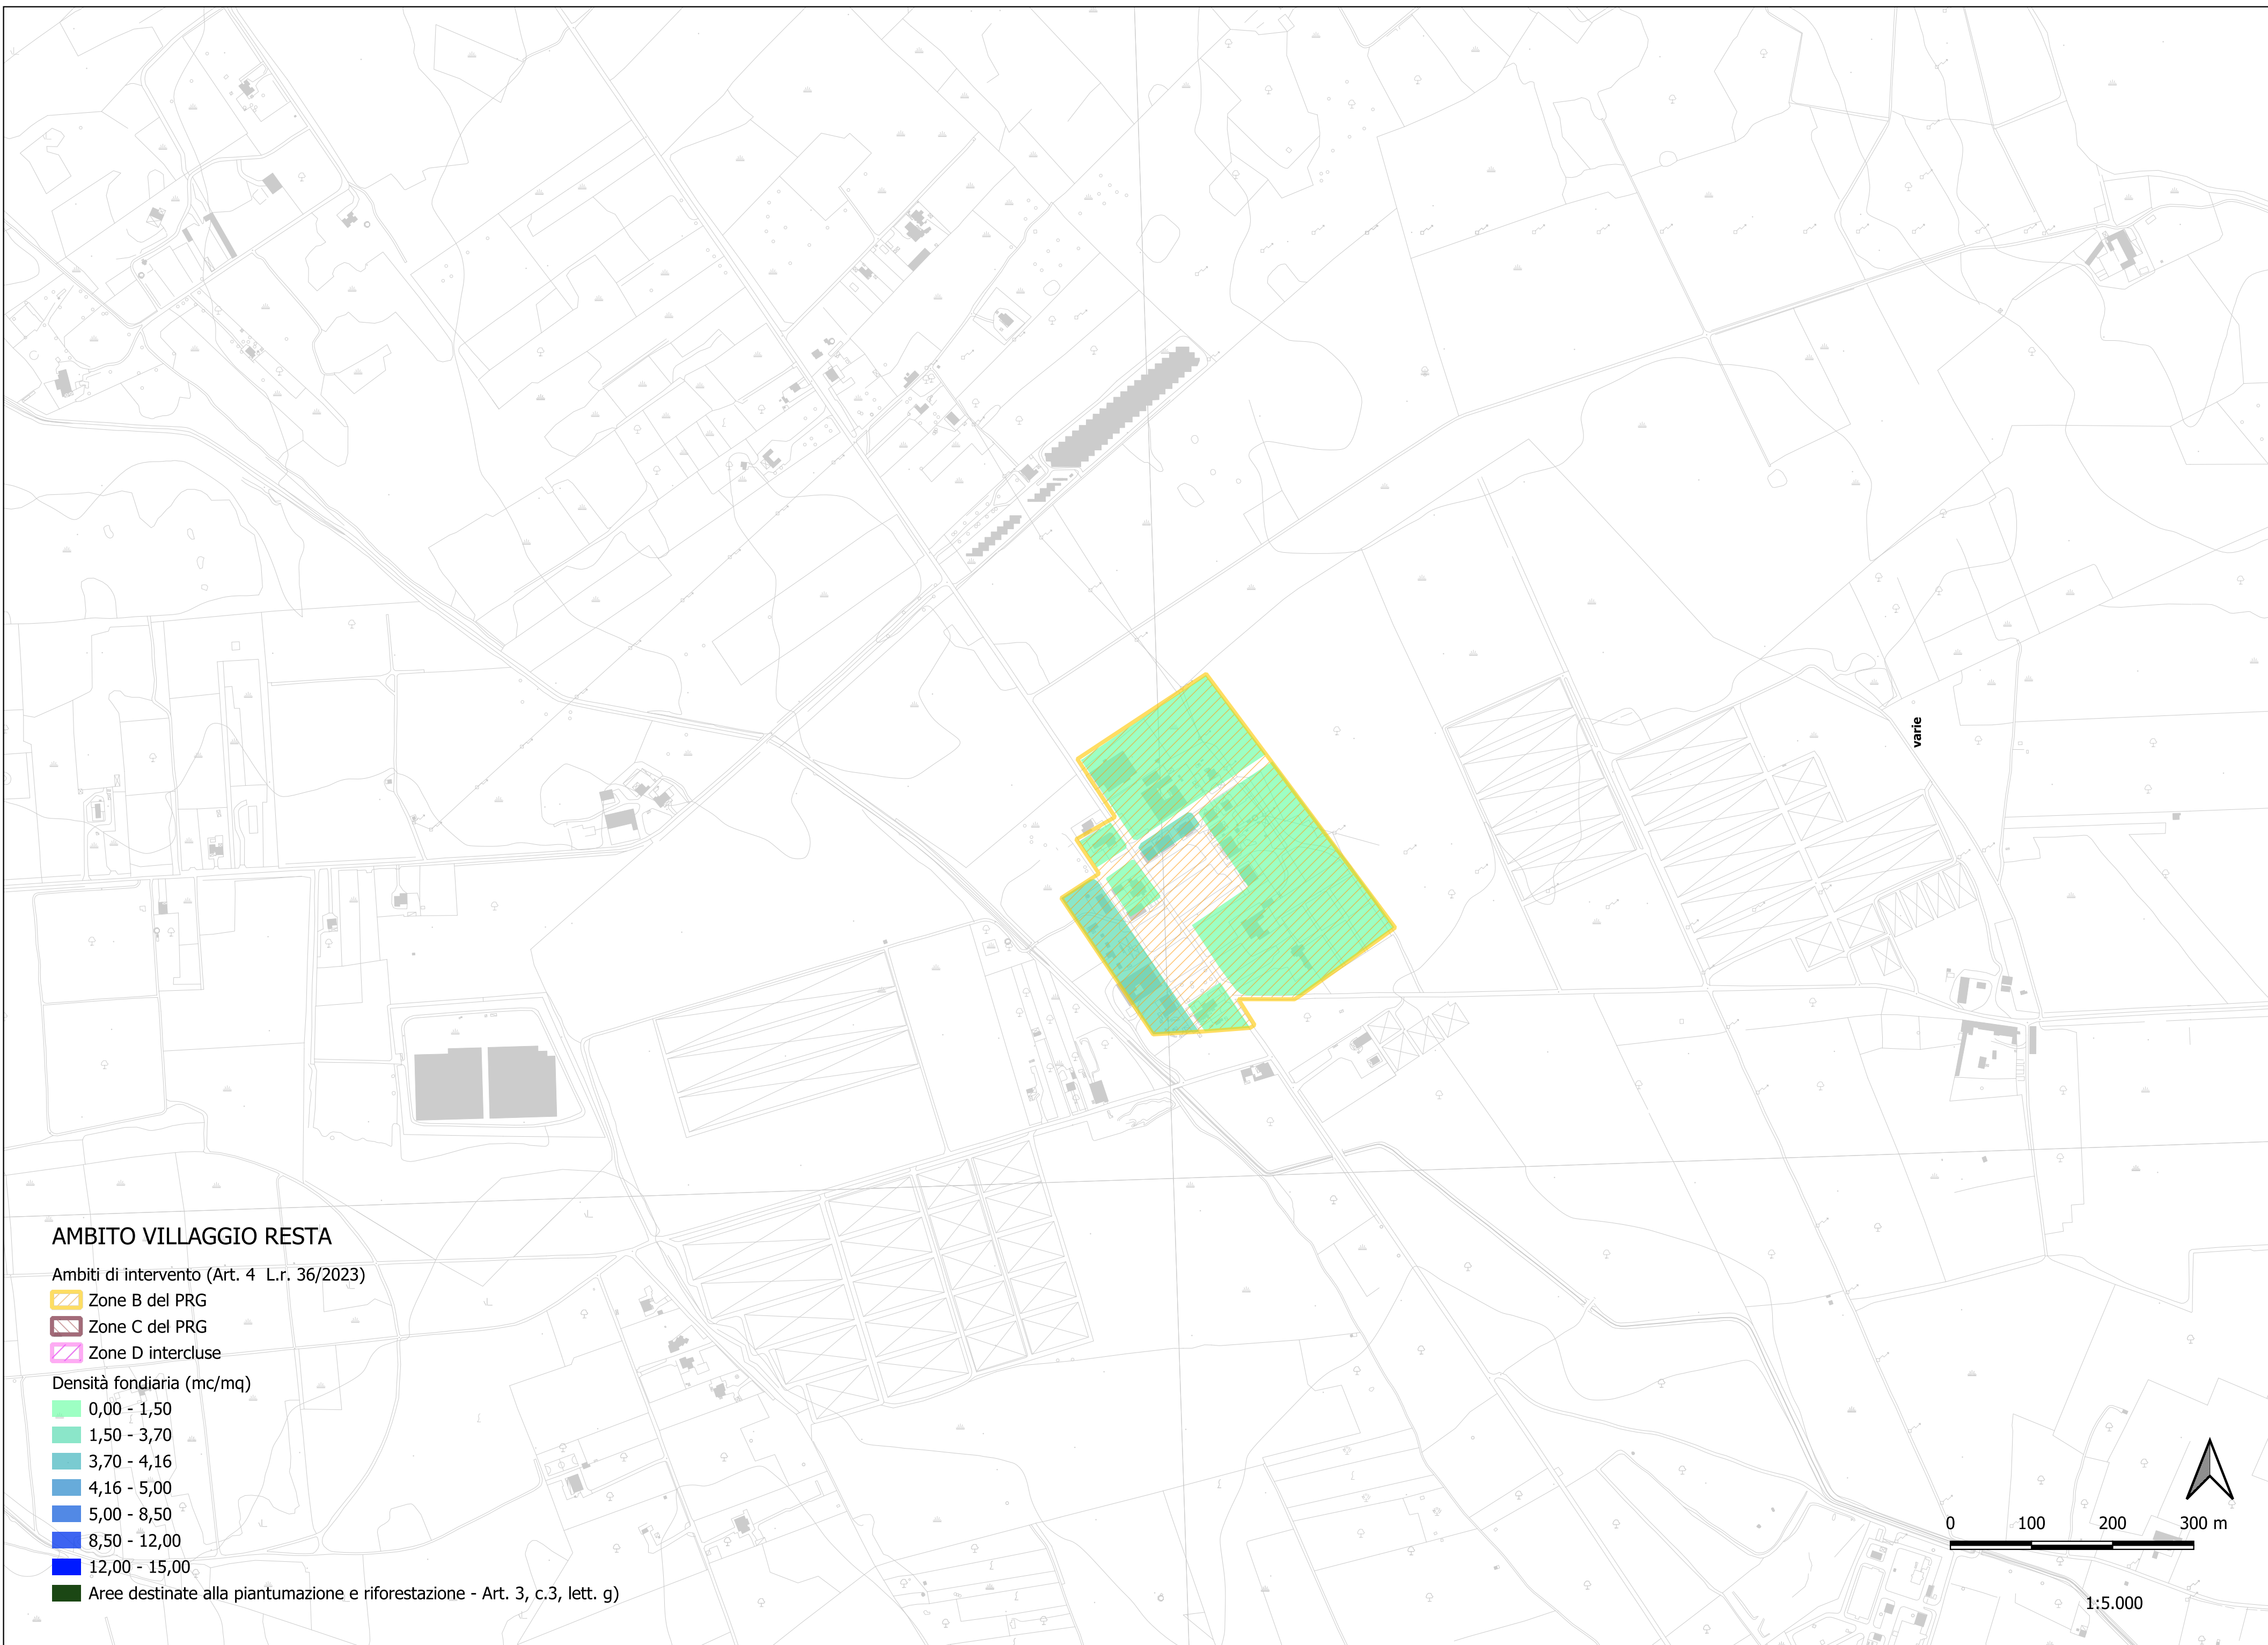 varie
AMBITO VILLAGGIO RESTA
Ambiti di intervento (Art. 4 L.r. 36/2023)
Zone B del PRG
Zone C del PRG
Zone D intercluse
Densità fondiaria (mc/mq)
0,00 - 1,50
1,50 - 3,70
3,70 - 4,16
4,16 - 5,00
5,00 - 8,50
8,50 - 12,00
12,00 - 15,00
Aree destinate alla piantumazione e riforestazione - Art. 3, c.3, lett. g)
0 100 200 300 m
1:5.000